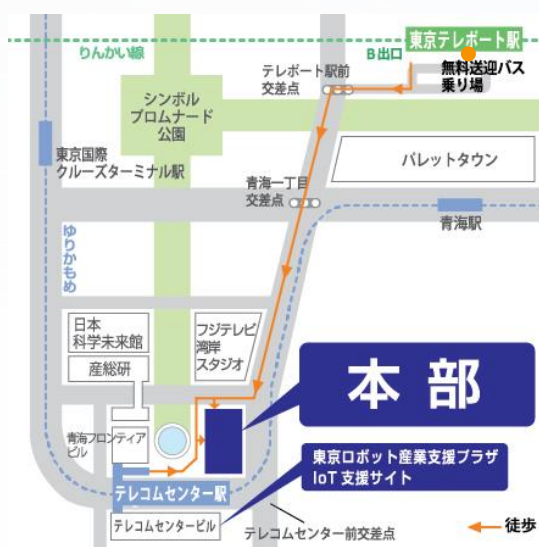 東京テレポート駅
りんかい線
B出口
無料送迎バス
乗り場
テレポート駅前
交差点
シンボル
プロムナード
公園
パレットタウン
東京国際
クルーズターミナル駅
青海一丁目
交差点
青海駅
ゆりかもめ
日本
科学未来館
産総研
フジテレビ
湾岸
スタジオ
本部
青海フロンティア
ビル
東京ロボット産業支援プラザ
IoT支援サイト
テレコムセンター駅
テレコムセンタービル
テレコムセンター前交差点
徒歩